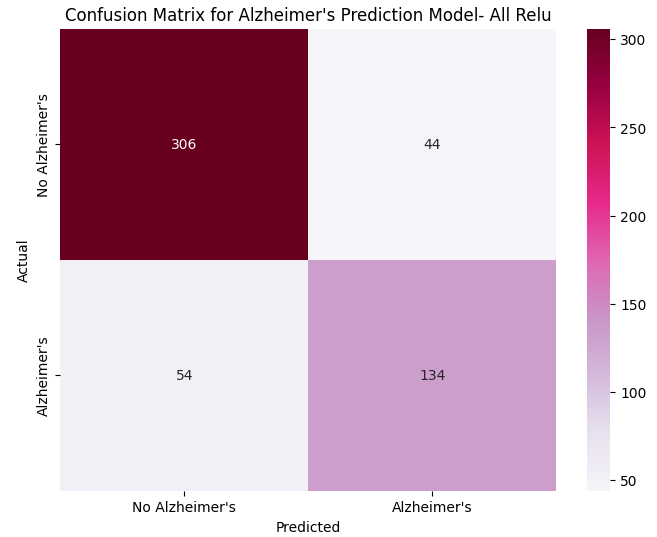 Confusion Matrix for Alzheimer's Prediction Model- All Relu
No Alzheimer's
306
44
Actual
Alzheimer's
54
134
No Alzheimer's
Alzheimer's
Predicted
300
250
200
150
100
50